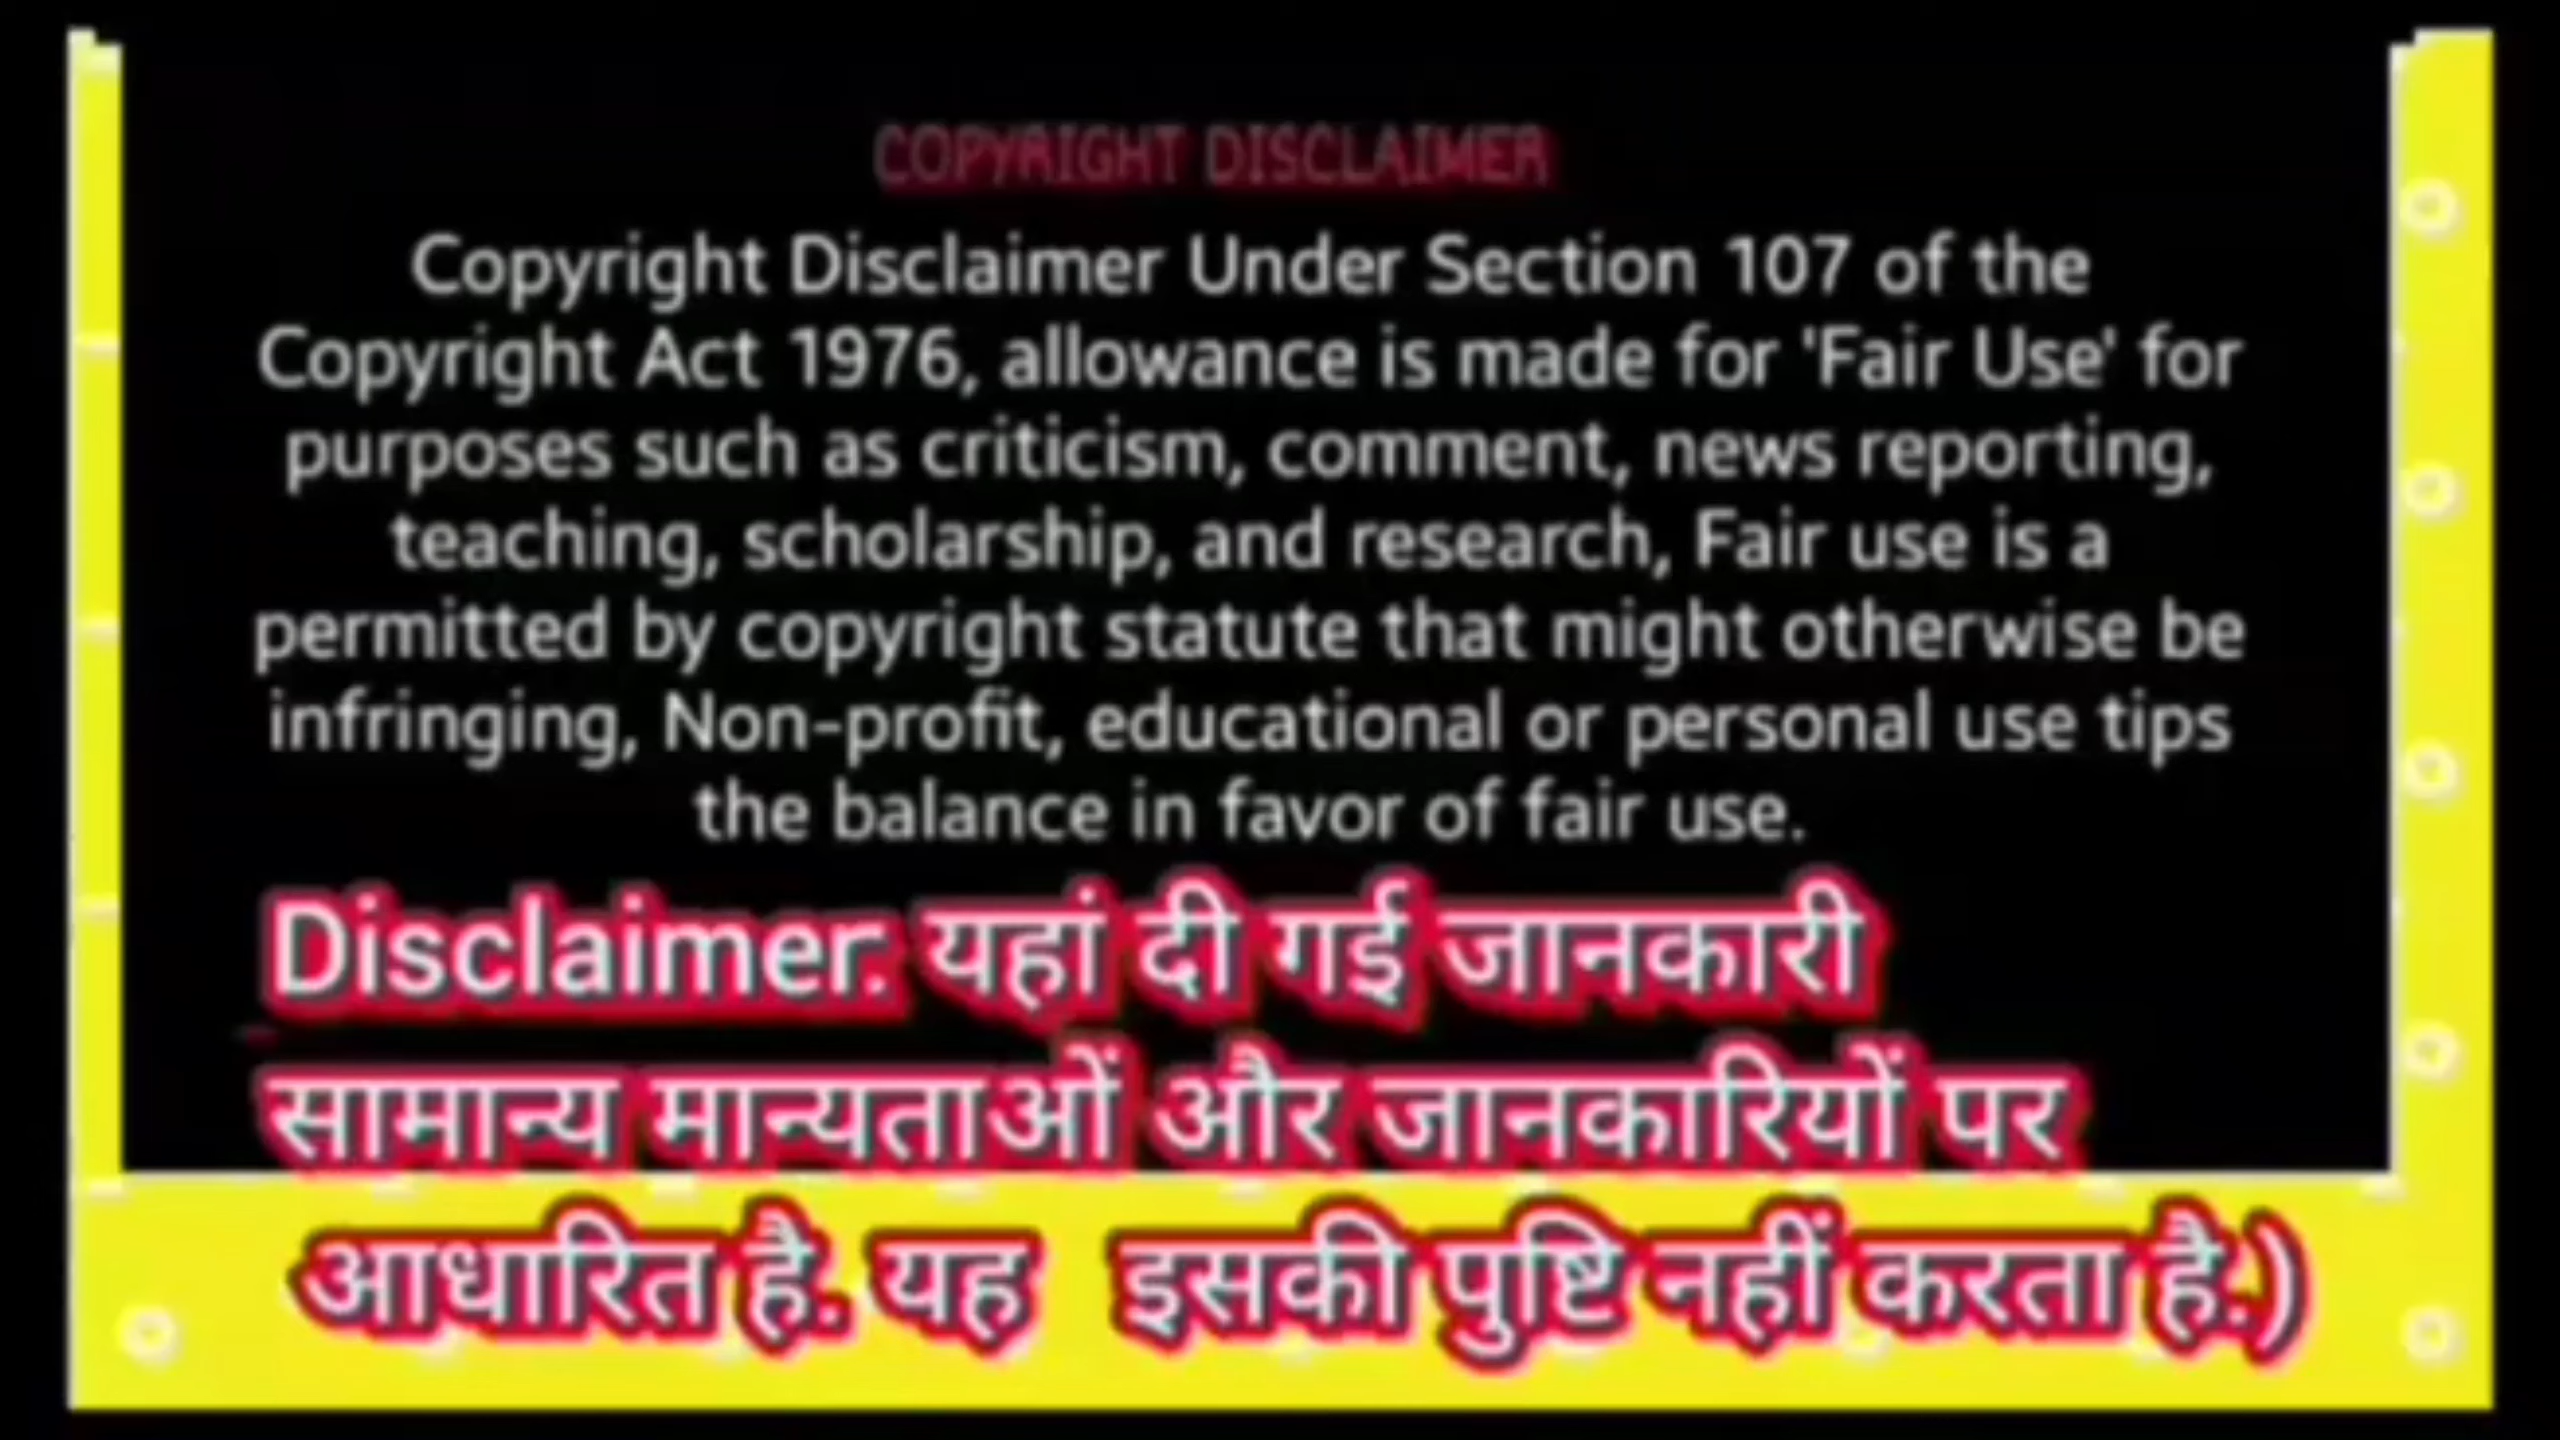 COPYRIGHT DISCLAIMER
Copyright Disclaimer Under Section 107 of the
Copyright Act 1976, allowance is made for 'Fair Use' for
purposes such as criticism, comment, news reporting,
teaching, scholarship, and research, Fair use is a
permitted by copyright statute that might otherwise be
infringing, Non-profit, educational or personal use tips
the balance in favor of fair use.
Disclaimer: यहां दी गई जानकारी
सामान्य मान्यताओं और जानकारियों पर
आधारित है. यह इसकी पुष्टि नहीं करता है.)